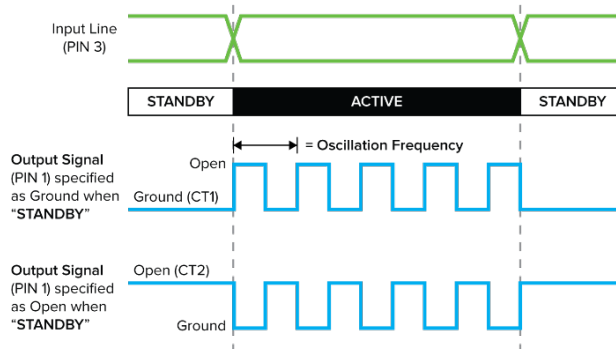 Input Line
(PIN 3)
STANDBY
ACTIVE
STANDBY
= Oscillation Frequency
Output Signal
(PIN 1) specified
as Ground when
“STANDBY”
Open
Ground (CT1)
Output Signal
(PIN 1) specified
as Open when
“STANDBY”
Open (CT2)
Ground